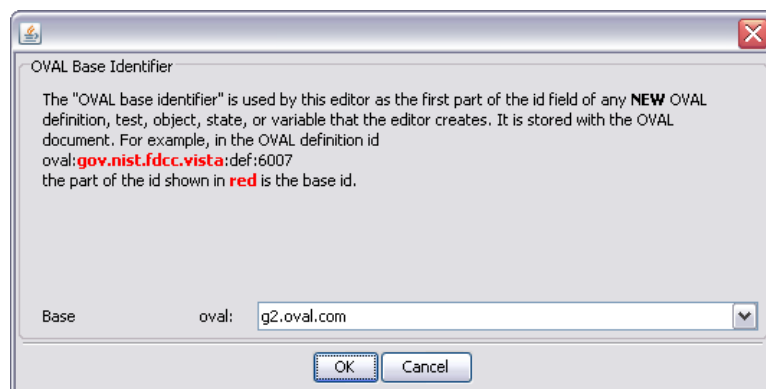 OVAL Base Identifier
The "OVAL base identifier" is used by this editor as the first part of the id field of any NEW OVAL
definition, test, object, state, or variable that the editor creates. It is stored with the OVAL
document. For example, in the OVAL definition id
oval:gov.nist.fdcc.vista:def:6007
the part of the id shown in red is the base id.
Base oval: g2.oval.com
OK Cancel